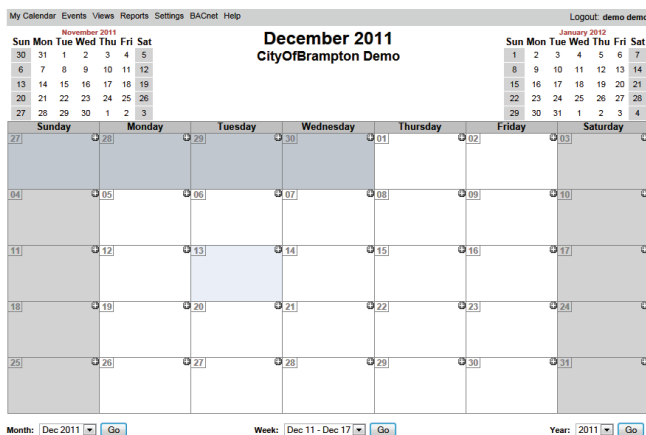 My Calendar Events Views Reports Settings BACnet Help
Logout: demo demo
November 2011
Sun Mon Tue Wed Thu Fri Sat
30 31 1 2 3 4 5
6 7 8 9 10 11 12
13 14 15 16 17 18 19
20 21 22 23 24 25 26
27 28 29 30 1 2 3
December 2011
CityOfBrampton Demo
January 2012
Sun Mon Tue Wed Thu Fri Sat
1 2 3 4 5 6 7
8 9 10 11 12 13 14
15 16 17 18 19 20 21
22 23 24 25 26 27 28
29 30 31 1 2 3 4
Sunday Monday Tuesday Wednesday Thursday Friday Saturday
27 28 29 30 01 02 03
04 05 06 07 08 09 10
11 12 13 14 15 16 17
18 19 20 21 22 23 24
25 26 27 28 29 30 31
Month: Dec 2011 Go Week: Dec 11 - Dec 17 Go Year: 2011 Go